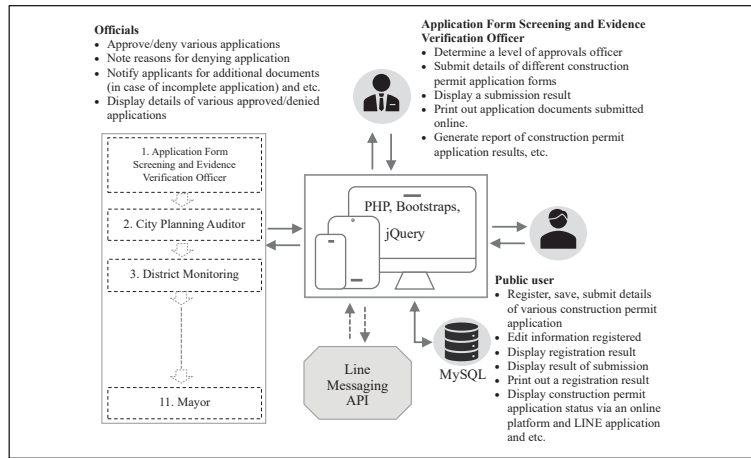 Officials
• Approve/deny various applications
• Note reasons for denying application
• Notify applicants for additional documents
(in case of incomplete application) and etc.
• Display details of various approved/denied
applications
Application Form Screening and Evidence
Verification Officer
• Determine a level of approvals officer
• Submit details of different construction
permit application forms
• Display a submission result
• Print out application documents submitted
online.
• Generate report of construction permit
application results, etc.
1. Application Form
Screening and Evidence
Verification Officer
2. City Planning Auditor
3. District Monitoring
11. Mayor
PHP, Bootstraps,
jQuery
Line
Messaging
API
MySQL
Public user
• Register, save, submit details
of various construction permit
application
• Edit information registered
• Display registration result
• Display result of submission
• Print out a registration result
• Display construction permit
application status via an online
platform and LINE application
and etc.